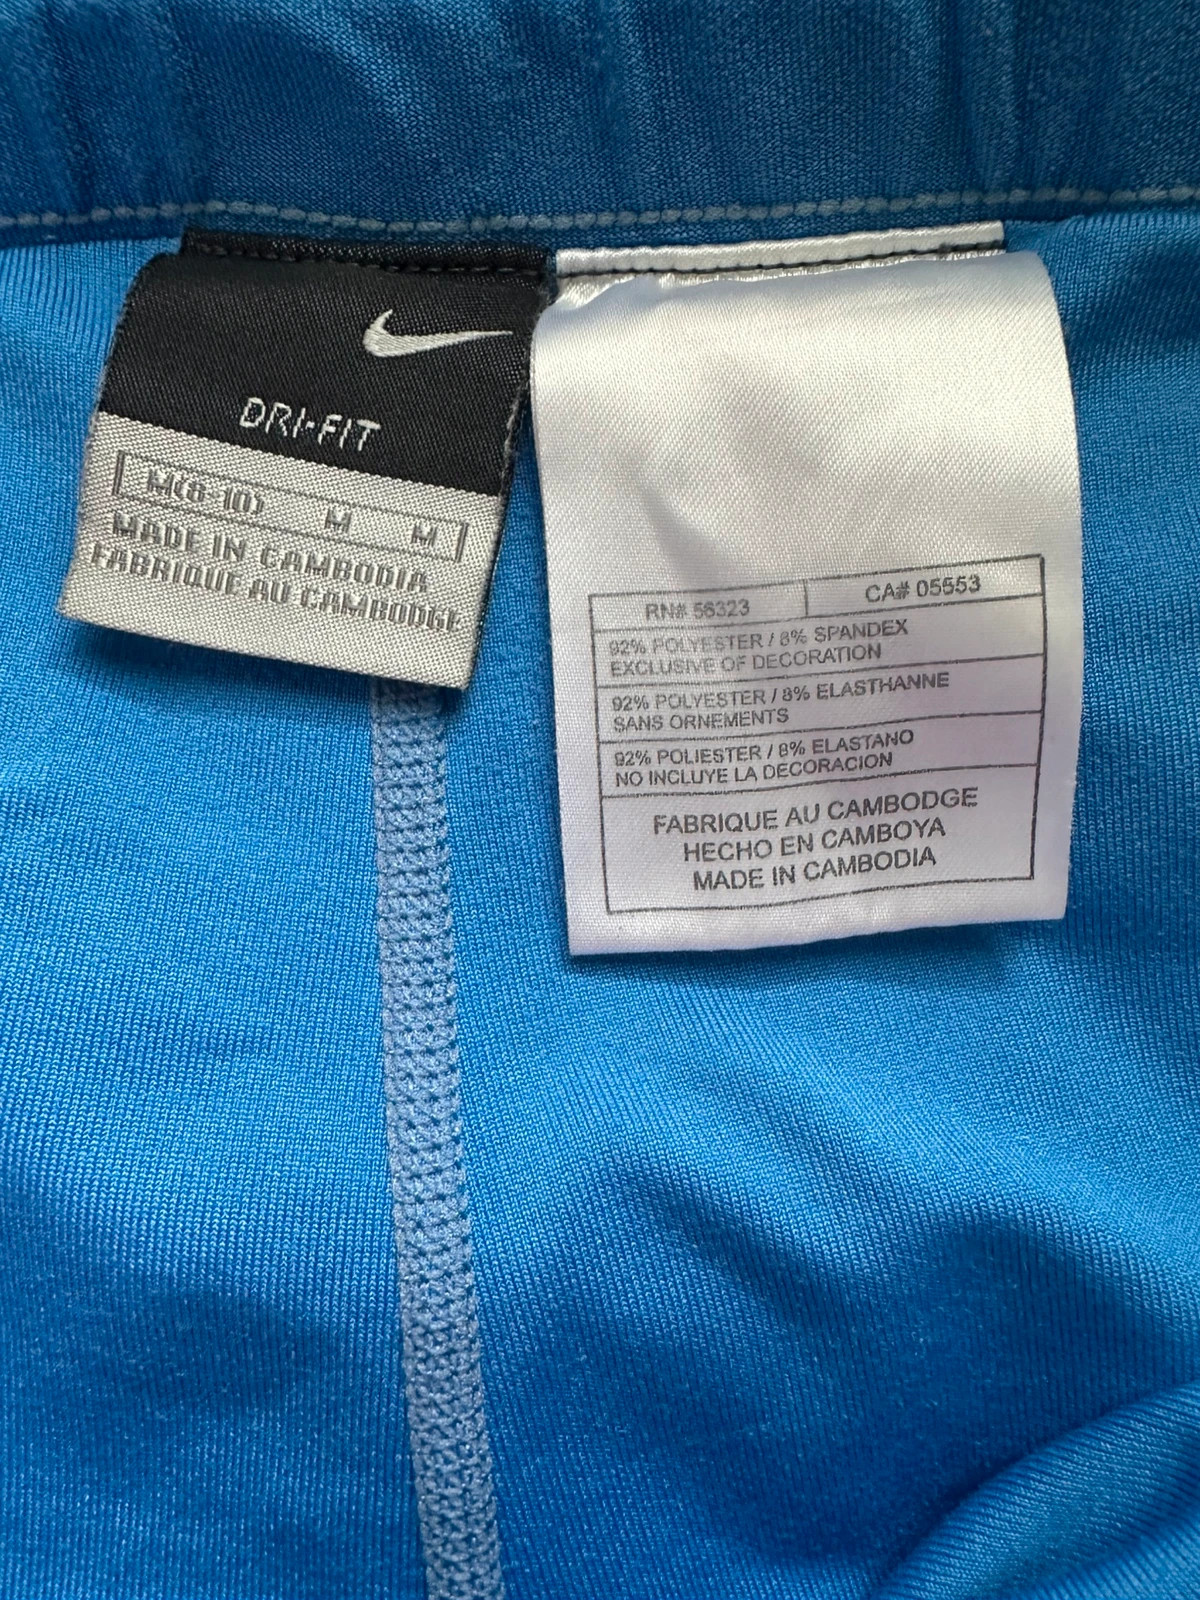 DRI-FIT
M(8-10) M M
MADE IN CAMBODIA
FABRIQUE AU CAMBODGE
RN# 56323 CA# 05553
92% POLYESTER / 8% SPANDEX
EXCLUSIVE OF DECORATION
92% POLYESTER / 8% ELASTHANNE
SANS ORNEMENTS
92% POLIESTER / 8% ELASTANO
NO INCLUYE LA DECORACION
FABRIQUE AU CAMBODGE
HECHO EN CAMBOYA
MADE IN CAMBODIA